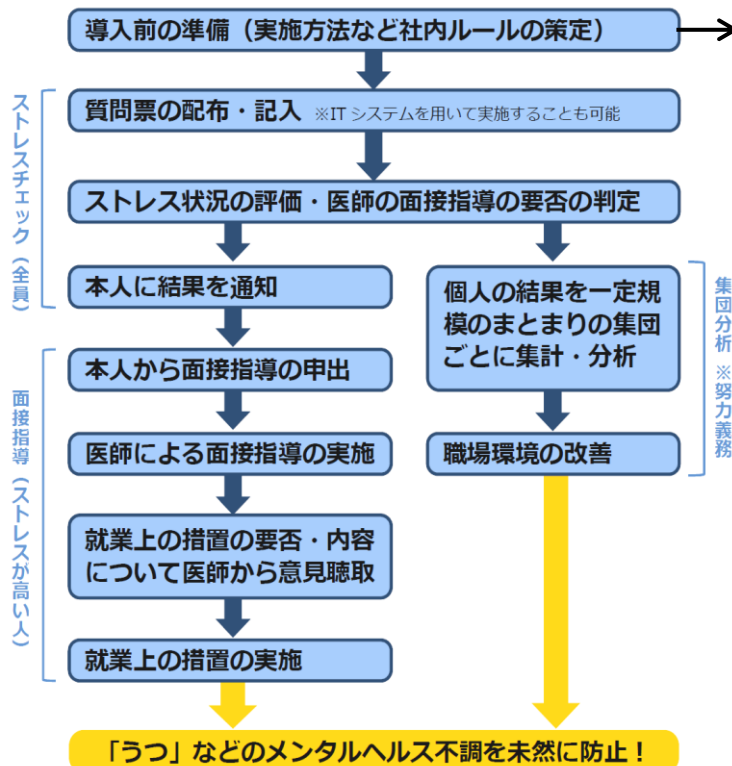 導入前の準備（実施方法など社内ルールの策定）
質問票の配布・記入 ※IT システムを用いて実施することも可能
ストレス状況の評価・医師の面接指導の要否の判定
本人に結果を通知
個人の結果を一定規
模のまとまりの集団
ごとに集計・分析
本人から面接指導の申出
医師による面接指導の実施
職場環境の改善
就業上の措置の要否・内容
について医師から意見聴取
就業上の措置の実施
「うつ」などのメンタルヘルス不調を未然に防止！
ストレスチェック（全員）
面接指導（ストレスが高い人）
集団分析 ※努力義務